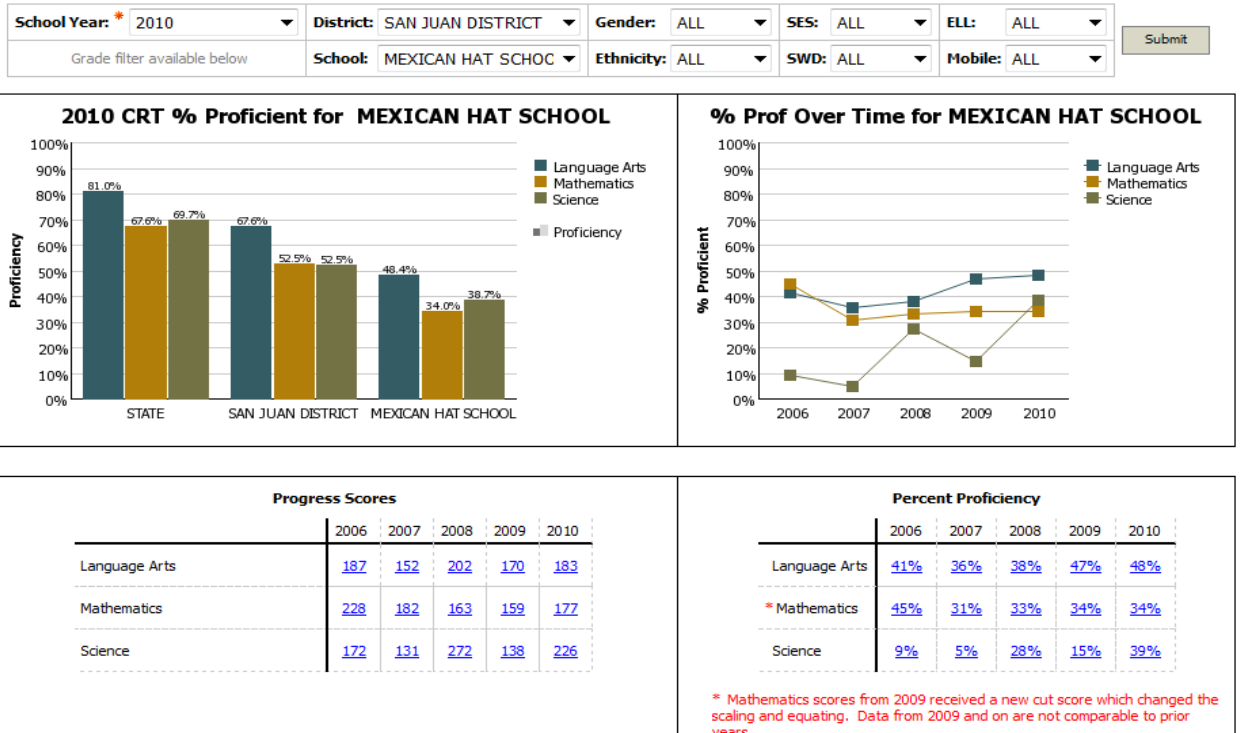 School Year: * 2010 District: SAN JUAN DISTRICT Gender: ALL SES: ALL ELL: ALL Submit
Grade filter available below School: MEXICAN HAT SCHOC Ethnicity: ALL SWD: ALL Mobile: ALL
2010 CRT % Proficient for MEXICAN HAT SCHOOL
Proficiency
100%
90%
80%
70%
60%
50%
40%
30%
20%
10%
0%
81.0% 67.6% 69.7% 67.6% 52.5% 52.5% 48.4% 34.0% 38.7%
STATE SAN JUAN DISTRICT MEXICAN HAT SCHOOL
Language Arts
Mathematics
Science
Proficiency
% Prof Over Time for MEXICAN HAT SCHOOL
% Proficient
100%
90%
80%
70%
60%
50%
40%
30%
20%
10%
0%
2006 2007 2008 2009 2010
Language Arts
Mathematics
Science
Progress Scores
2006 2007 2008 2009 2010
Language Arts 187 152 202 170 183
Mathematics 228 182 163 159 177
Science 172 131 272 138 226
Percent Proficiency
2006 2007 2008 2009 2010
Language Arts 41% 36% 38% 47% 48%
* Mathematics 45% 31% 33% 34% 34%
Science 9% 5% 28% 15% 39%
* Mathematics scores from 2009 received a new cut score which changed the
scaling and equating. Data from 2009 and on are not comparable to prior
years